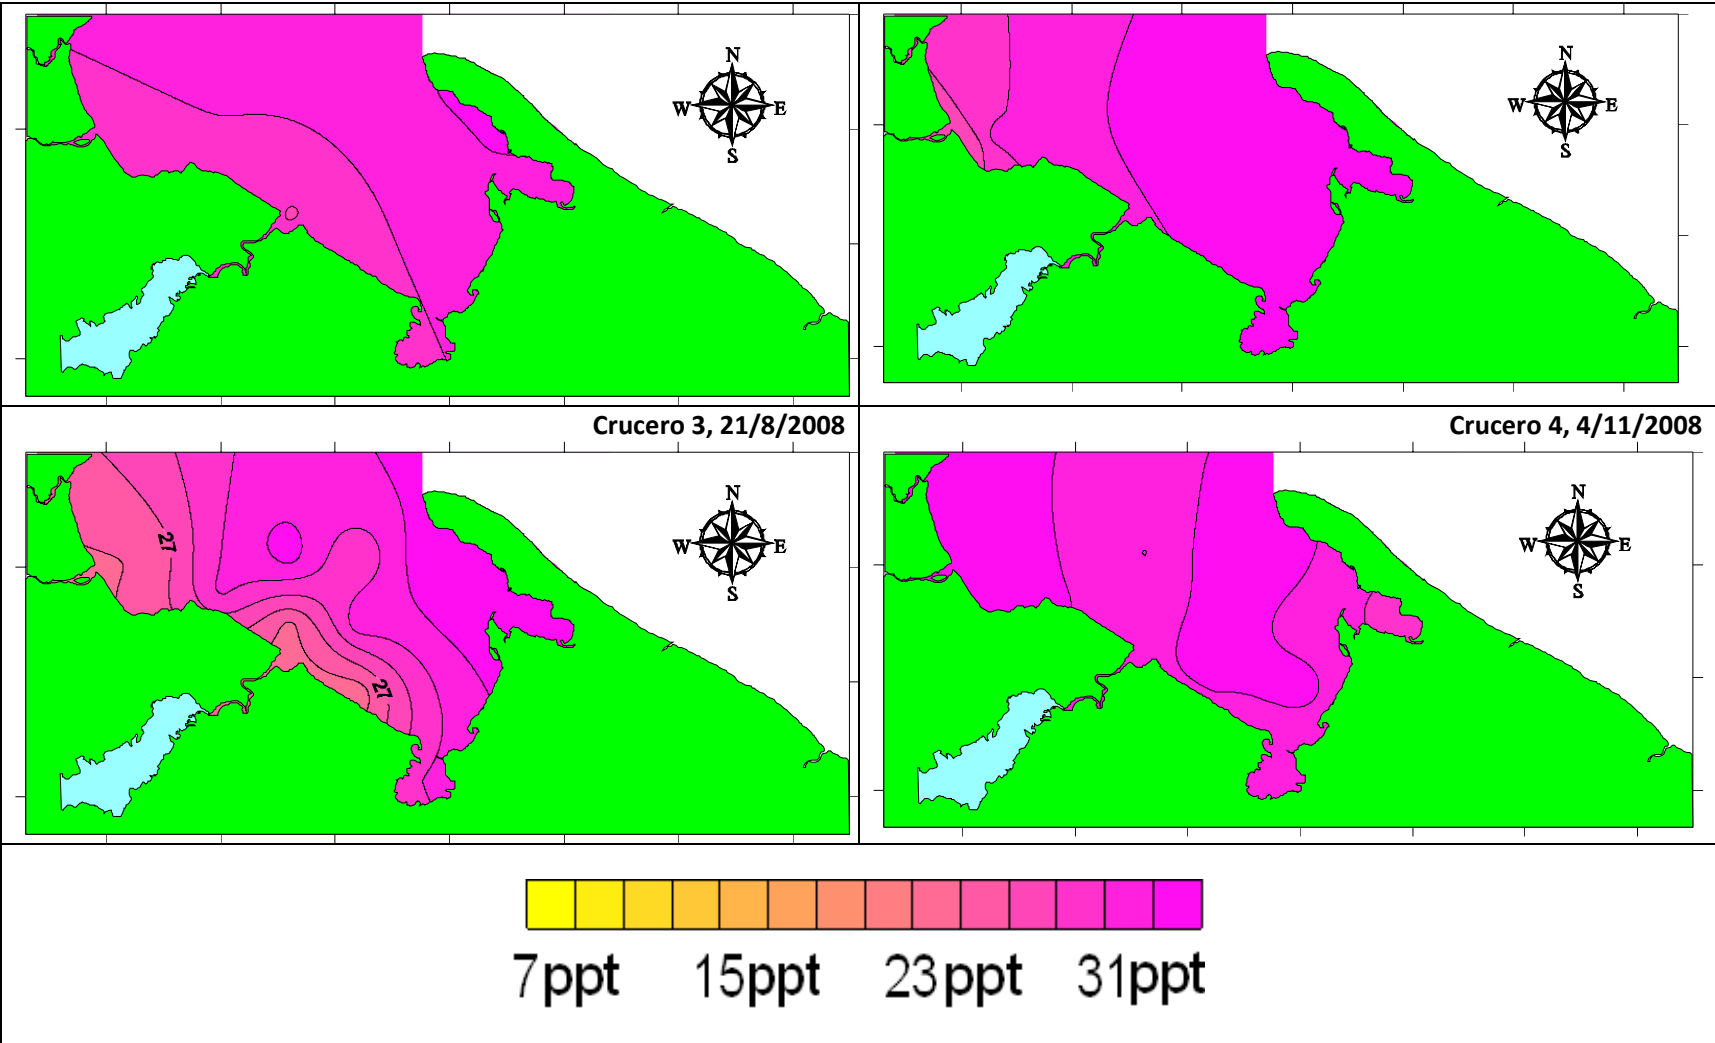 N
W E
S
N
W E
S
Crucero 3, 21/8/2008
Crucero 4, 4/11/2008
N
W E
S
27
27
N
W E
S
7ppt 15ppt 23ppt 31ppt